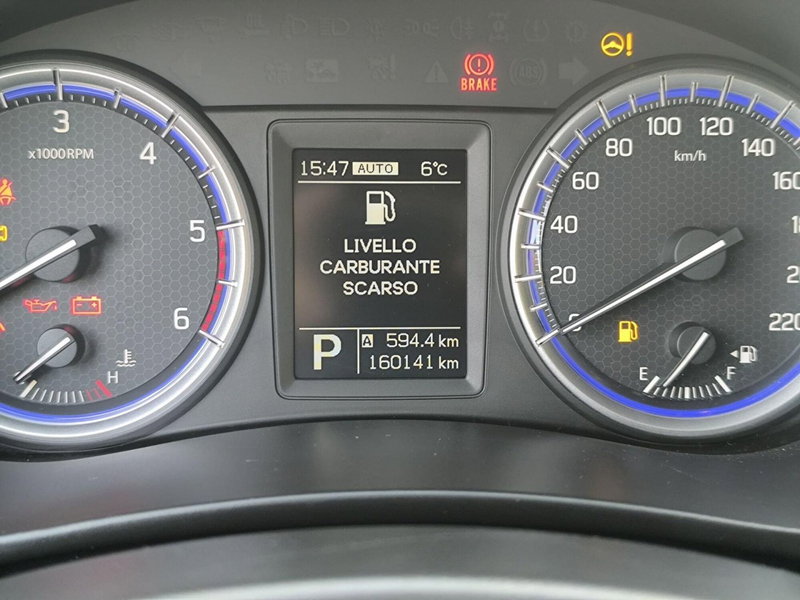 BRAKE
3
x1000RPM
4
5
6
H
15:47 AUTO 6°C
LIVELLO
CARBURANTE
SCARSO
P
A 594.4 km
160141 km
0
20
40
60
80
100
120
140
km/h
220
E F